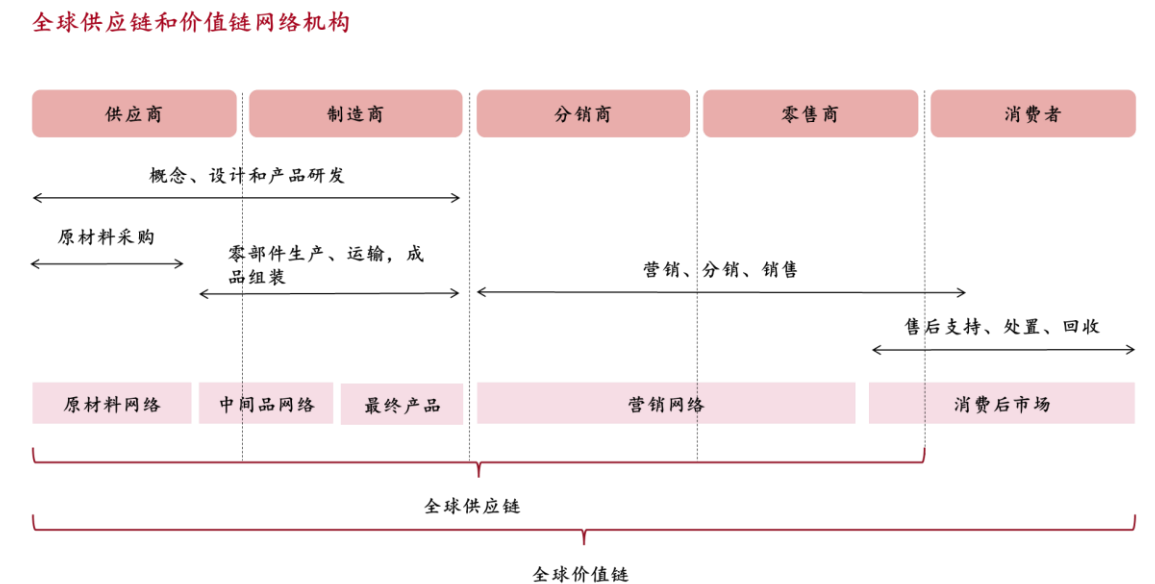 全球供应链和价值链网络机构
供应商
制造商
分销商
零售商
消费者
概念、设计和产品研发
原材料采购
零部件生产、运输，成
品组装
营销、分销、销售
售后支持、处置、回收
原材料网络
中间品网络
最终产品
营销网络
消费后市场
全球供应链
全球价值链